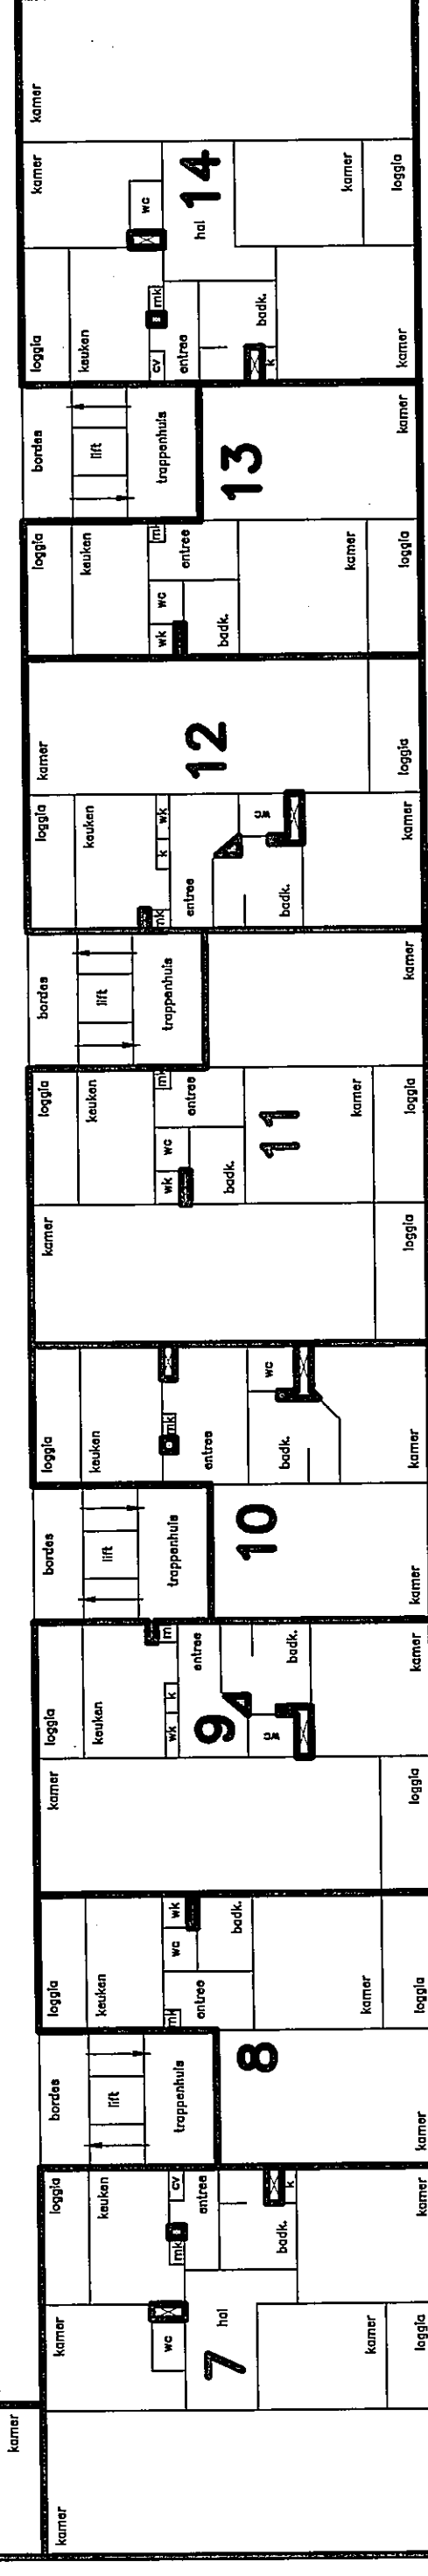 kamer
kamer
wc
14
hal
kamer
loggia
loggia
keuken
mk
cv
entree
badk.
k
kamer
bordes
lift
trappenhuis
13
kamer
loggia
keuken
mk
entree
wc
wk
badk.
kamer
loggia
kamer
12
loggia
loggia
keuken
wk
k
mk
entree
wc
badk.
kamer
bordes
lift
trappenhuis
kamer
loggia
keuken
mk
entree
wc
wk
badk.
11
kamer
loggia
kamer
loggia
loggia
keuken
mk
entree
wc
badk.
kamer
bordes
lift
trappenhuis
10
kamer
loggia
keuken
m
k
wk
entree
9
wc
badk.
kamer
kamer
loggia
loggia
keuken
wk
wc
mk
entree
badk.
kamer
loggia
bordes
lift
trappenhuis
8
kamer
loggia
keuken
cv
mk
entree
badk.
k
kamer
kamer
wc
hal
7
kamer
loggia
kamer
kamer